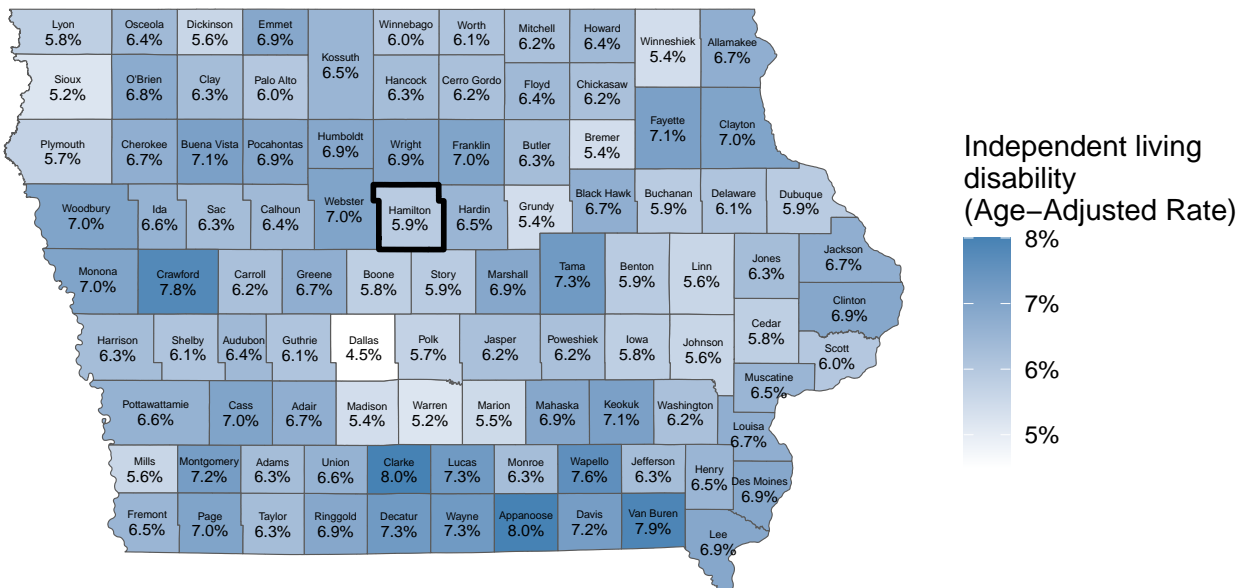 Lyon
5.8%
Osceola
6.4%
Dickinson
5.6%
Emmet
6.9%
Kossuth
6.5%
Winnebago
6.0%
Worth
6.1%
Mitchell
6.2%
Howard
6.4%
Winneshiek
5.4%
Allamakee
6.7%
Sioux
5.2%
O'Brien
6.8%
Clay
6.3%
Palo Alto
6.0%
Hancock
6.3%
Cerro Gordo
6.2%
Floyd
6.4%
Chickasaw
6.2%
Fayette
7.1%
Clayton
7.0%
Plymouth
5.7%
Cherokee
6.7%
Buena Vista
7.1%
Pocahontas
6.9%
Humboldt
6.9%
Wright
6.9%
Franklin
7.0%
Butler
6.3%
Bremer
5.4%
Woodbury
7.0%
Ida
6.6%
Sac
6.3%
Calhoun
6.4%
Webster
7.0%
Hamilton
5.9%
Hardin
6.5%
Grundy
5.4%
Black Hawk
6.7%
Buchanan
5.9%
Delaware
6.1%
Dubuque
5.9%
Monona
7.0%
Crawford
7.8%
Carroll
6.2%
Greene
6.7%
Boone
5.8%
Story
5.9%
Marshall
6.9%
Tama
7.3%
Benton
5.9%
Linn
5.6%
Jones
6.3%
Jackson
6.7%
Clinton
6.9%
Harrison
6.3%
Shelby
6.1%
Audubon
6.4%
Guthrie
6.1%
Dallas
4.5%
Polk
5.7%
Jasper
6.2%
Poweshiek
6.2%
Iowa
5.8%
Johnson
5.6%
Cedar
5.8%
Scott
6.0%
Muscatine
6.5%
Pottawattamie
6.6%
Cass
7.0%
Adair
6.7%
Madison
5.4%
Warren
5.2%
Marion
5.5%
Mahaska
6.9%
Keokuk
7.1%
Washington
6.2%
Louisa
6.7%
Mills
5.6%
Montgomery
7.2%
Adams
6.3%
Union
6.6%
Clarke
8.0%
Lucas
7.3%
Monroe
6.3%
Wapello
7.6%
Jefferson
6.3%
Henry
6.5%
Des Moines
6.9%
Fremont
6.5%
Page
7.0%
Taylor
6.3%
Ringgold
6.9%
Decatur
7.3%
Wayne
7.3%
Appanoose
8.0%
Davis
7.2%
Van Buren
7.9%
Lee
6.9%
Independent living
disability
(Age−Adjusted Rate)
8%
7%
6%
5%